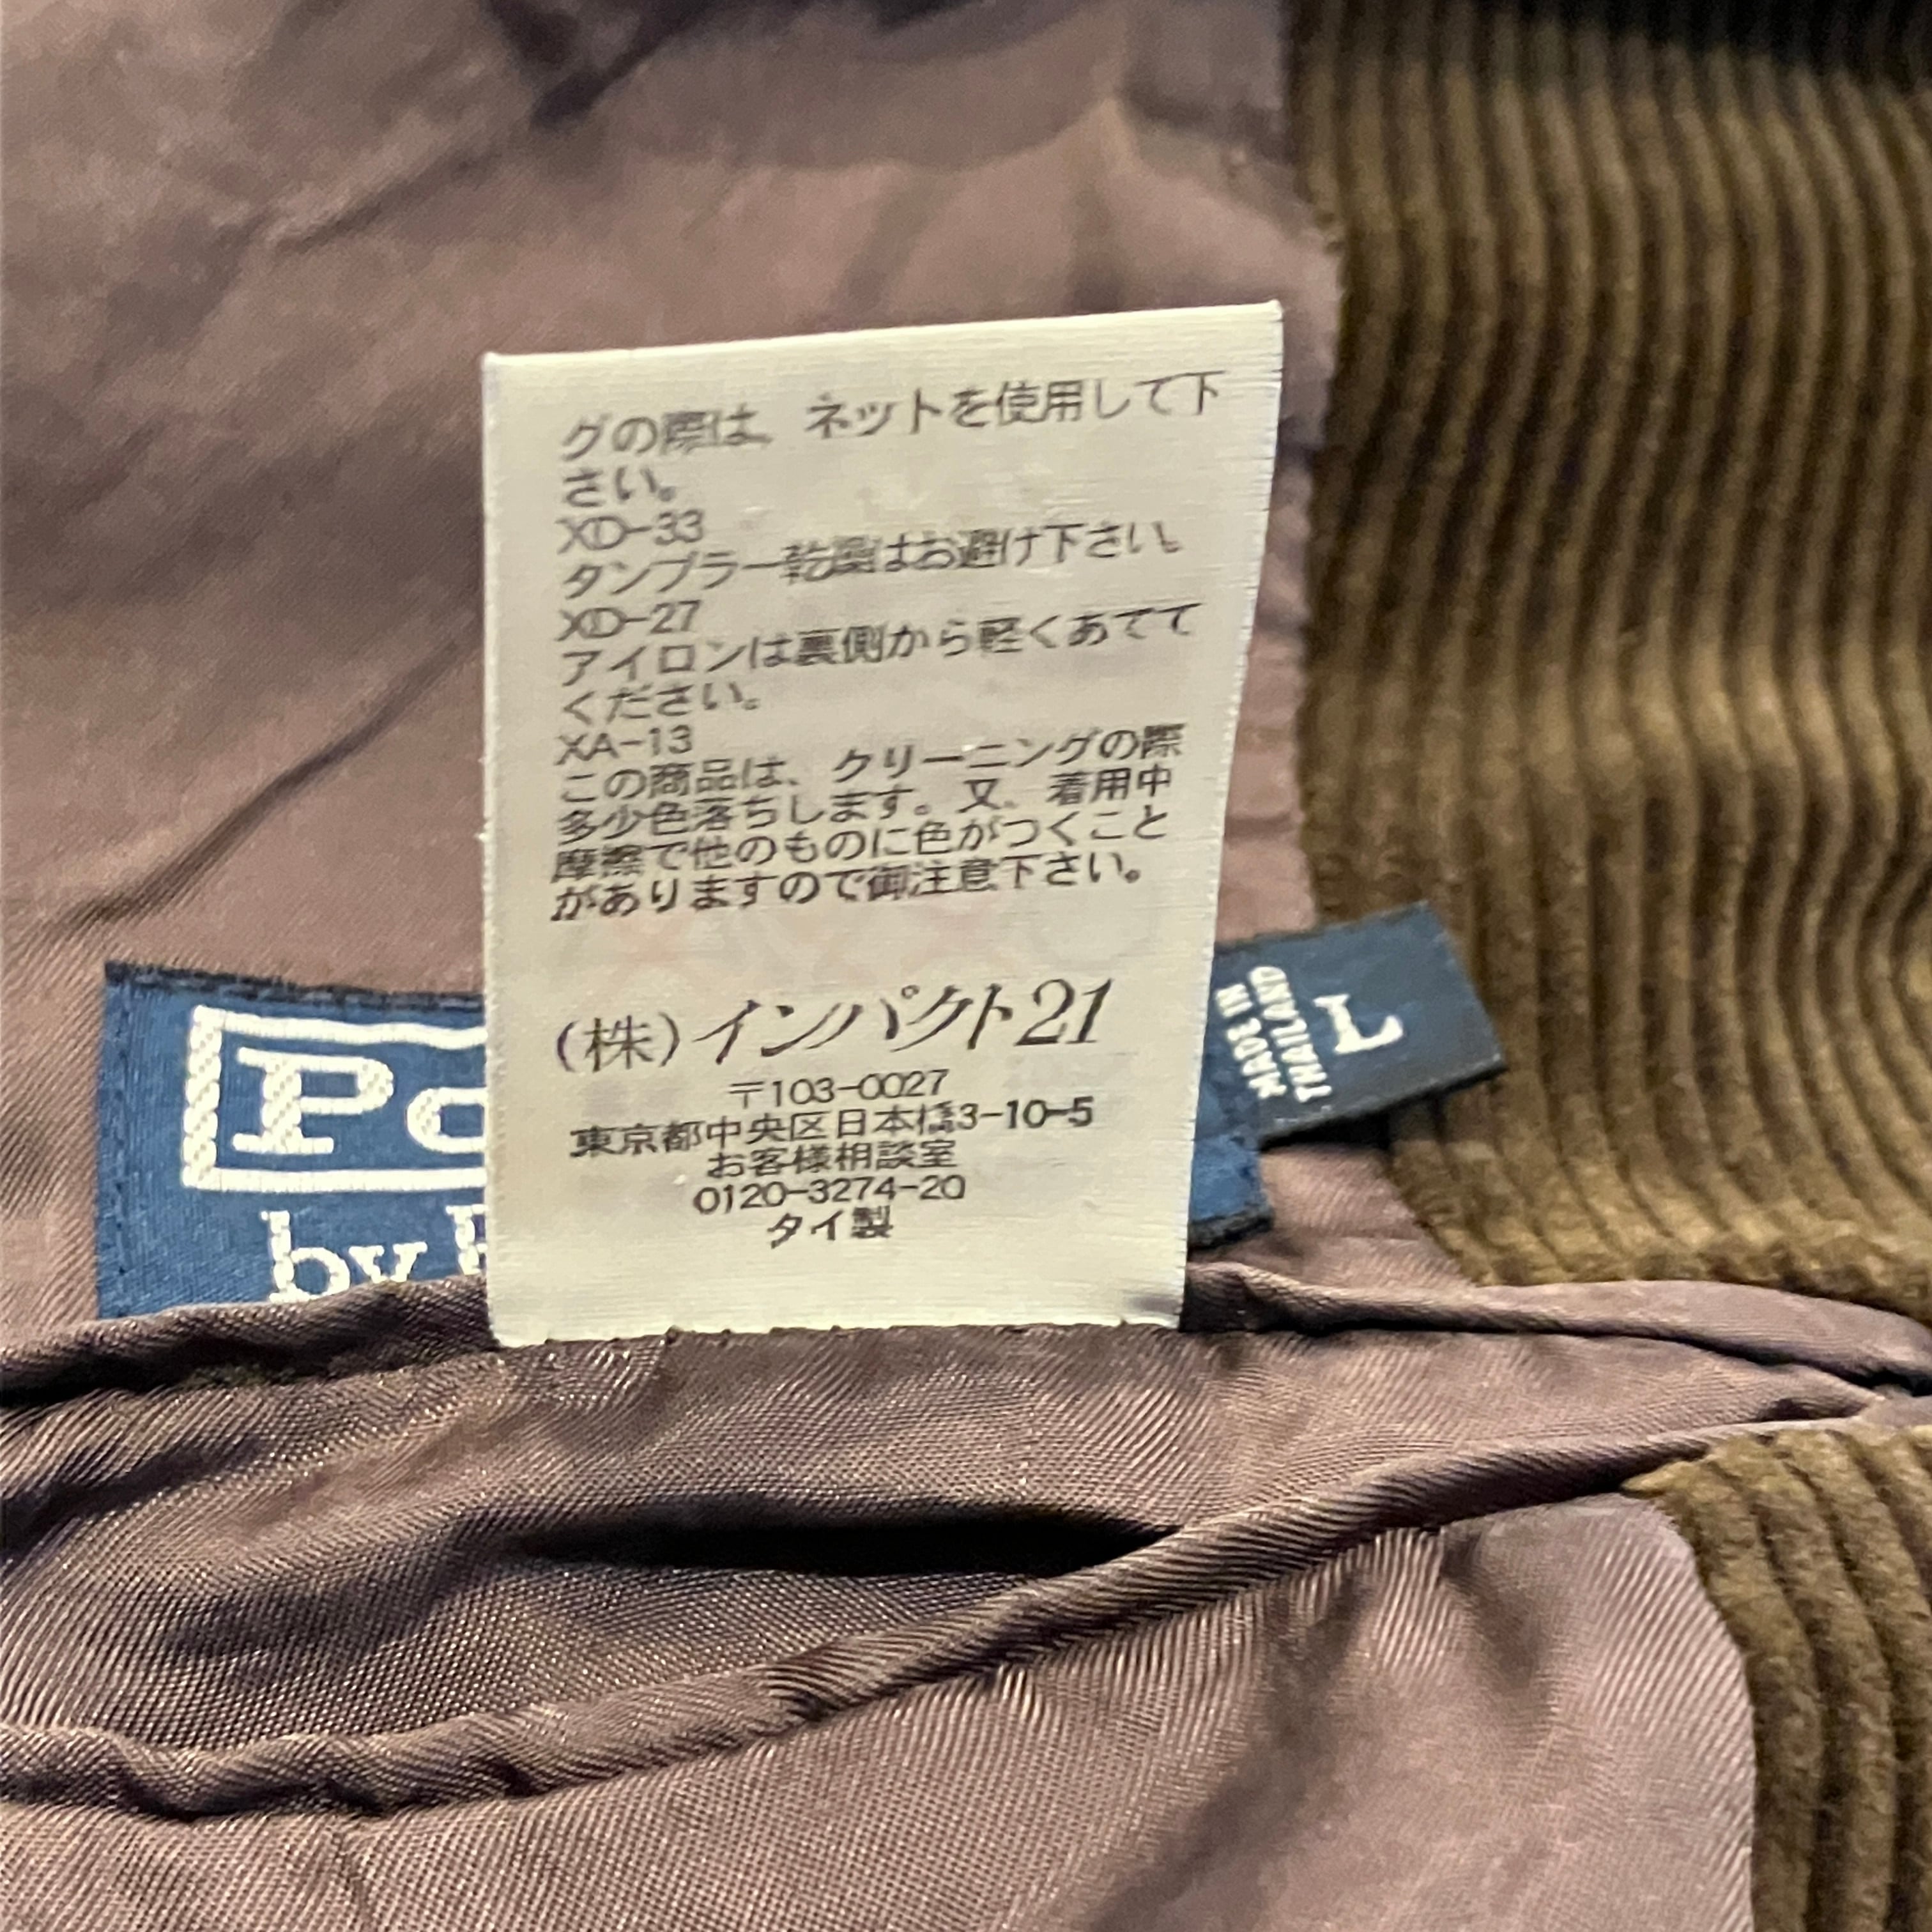 グの際は、ネットを使用して下
さい。
XD-33
タンブラー乾燥はお避け下さい。
XD-27
アイロンは裏側から軽くあてて
ください。
XA-13
この商品は、クリーニングの際
多少色落ちします。又、着用中
摩擦で他のものに色がつくこと
がありますので御注意下さい。
(株)インパクト21
〒103-0027
東京都中央区日本橋3-10-5
お客様相談室
0120-3274-20
タイ製
MADE IN
THAILAND
L
Po
by